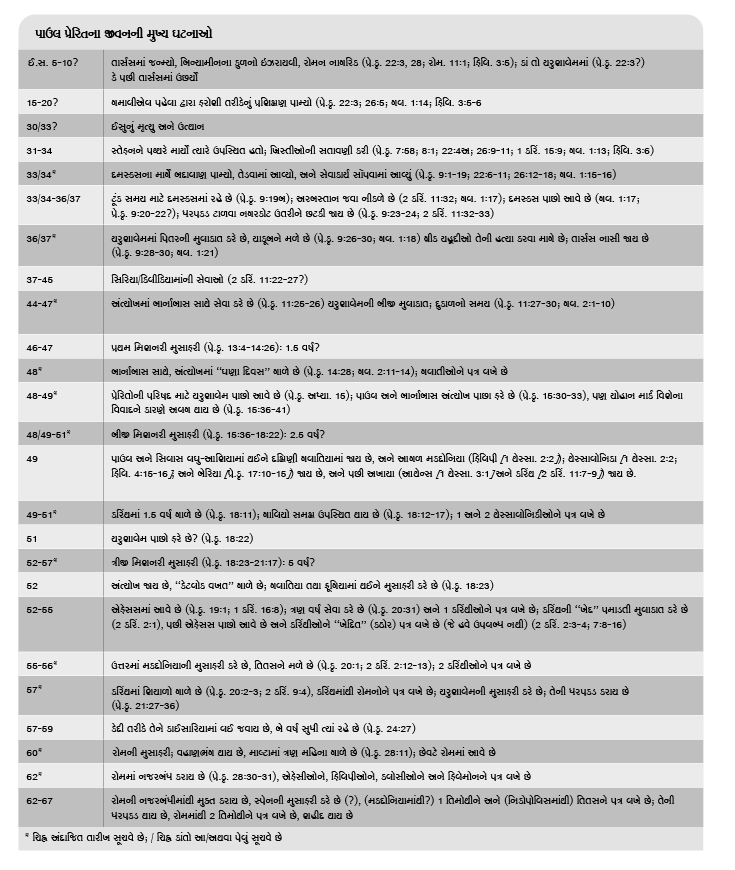 પાઉલ પ્રેરિતના જીવનની મુખ્ય ઘટનાઓ
ઈ.સ. 5-10? તાર્સસમાં જન્મ્યો, બિન્યામીનના કુળનો ઇઝરાયલી, રોમન નાગરિક (પ્રે.કૃ. 22:3, 28; રોમ. 11:1; ફિલિ. 3:5); કાં તો યરુશાલેમમાં (પ્રે.કૃ. 22:3?)
કે પછી તાર્સસમાં ઉછર્યો
15-20? ગમાલીએલ પહેલા દ્વારા ફરોશી તરીકેનું પ્રશિક્ષણ પામ્યો (પ્રે.કૃ. 22:3; 26:5; ગલ. 1:14; ફિલિ. 3:5-6
30/33? ઈસુનું મૃત્યુ અને ઉત્થાન
31-34 સ્તેફનને પથ્થરે માર્યો ત્યારે ઉપસ્થિત હતો; ખ્રિસ્તીઓની સતાવણી કરી (પ્રે.કૃ. 7:58; 8:1; 22:4અ; 26:9-11; 1 કરિં. 15:9; ગલ. 1:13; ફિલિ. 3:6)
33/34* દમસ્કસના માર્ગે બદલાણ પામ્યો, તેડવામાં આવ્યો, અને સેવાકાર્ય સોંપવામાં આવ્યું (પ્રે.કૃ. 9:1-19; 22:6-11; 26:12-18; ગલ. 1:15-16)
33/34-36/37 ટૂંક સમય માટે દમસ્કસમાં રહે છે (પ્રે.કૃ. 9:19બ); અરબસ્તાન જવા નીકળે છે (2 કરિં. 11:32; ગલ. 1:17); દમસ્કસ પાછો આવે છે (ગલ. 1:17;
પ્રે.કૃ. 9:20-22?); ધરપકડ ટાળવા નગરકોટ ઉતરીને છટકી જાય છે (પ્રે.કૃ. 9:23-24; 2 કરિં. 11:32-33)
36/37* યરુશાલેમમાં પિતરની મુલાકાત કરે છે, યાકૂબને મળે છે (પ્રે.કૃ. 9:26-30; ગલ. 1:18) ગ્રીક યહૂદીઓ તેની હત્યા કરવા માગે છે; તાર્સસ નાસી જાય છે
(પ્રે.કૃ. 9:28-30; ગલ. 1:21)
37-45 સિરિયા/કિલીકિયામાંની સેવાઓ (2 કરિં. 11:22-27?)
44-47* અંત્યોખમાં બાર્નાબાસ સાથે સેવા કરે છે (પ્રે.કૃ. 11:25-26) યરુશાલેમની બીજી મુલાકાત; દુકાળનો સમય (પ્રે.કૃ. 11:27-30; ગલ. 2:1-10)
46-47 પ્રથમ મિશનરી મુસાફરી (પ્રે.કૃ. 13:4-14:26): 1.5 વર્ષ?
48* બાર્નાબાસ સાથે, અંત્યોખમાં “ઘણા દિવસ” ગાળે છે (પ્રે.કૃ. 14:28; ગલ. 2:11-14); ગલાતીઓને પત્ર લખે છે
48-49* પ્રેરિતોની પરિષદ માટે યરુશાલેમ પાછો આવે છે (પ્રે.કૃ. અધ્યા. 15); પાઉલ અને બાર્નાબાસ અંત્યોખ પાછા ફરે છે (પ્રે.કૃ. 15:30-33), પણ યોહાન માર્ક વિશેના
વિવાદને કારણે અલગ થાય છે (પ્રે.કૃ. 15:36-41)
48/49-51* બીજી મિશનરી મુસાફરી (પ્રે.કૃ. 15:36-18:22): 2.5 વર્ષ?
49 પાઉલ અને સિલાસ લઘુ-આશિયામાં થઈને દક્ષિણી ગલાતિયામાં જાય છે, અને આગળ મકદોનિયા (ફિલિપી [1 થેસ્સા. 2:2]); થેસ્સાલોનિકા [1 થેસ્સા. 2:2;
ફિલિ. 4:15-16]; અને બેરિયા [પ્રે.કૃ. 17:10-15]) જાય છે, અને પછી અખાયા (આથેન્સ [1 થેસ્સા. 3:1]અને કરિંથ [2 કરિં. 11:7-9]) જાય છે.
49-51* કરિંથમાં 1.5 વર્ષ ગાળે છે (પ્રે.કૃ. 18:11); ગાલિયો સમક્ષ ઉપસ્થિત થાય છે (પ્રે.કૃ. 18:12-17); 1 અને 2 થેસ્સાલોનિકીઓને પત્ર લખે છે
51 યરુશાલેમ પાછો ફરે છે? (પ્રે.કૃ. 18:22)
52-57* ત્રીજી મિશનરી મુસાફરી (પ્રે.કૃ. 18:23-21:17): 5 વર્ષ?
52 અંત્યોખ જાય છે, “કેટલોક વખત” ગાળે છે; ગલાતિયા તથા ફ્રૂગિયામાં થઈને મુસાફરી કરે છે (પ્રે.કૃ. 18:23)
52-55 એફેસસમાં આવે છે (પ્રે.કૃ. 19:1; 1 કરિં. 16:8); ત્રણ વર્ષ સેવા કરે છે (પ્રે.કૃ. 20:31) અને 1 કરિંથીઓને પત્ર લખે છે; કરિંથની “ખેદ” પમાડતી મુલાકાત કરે છે
(2 કરિં. 2:1), પછી એફેસસ પાછો આવે છે અને કરિંથીઓને “ખેદિત” (કઠોર) પત્ર લખે છે (જે હવે ઉપલબ્ધ નથી) (2 કરિં. 2:3-4; 7:8-16)
55-56* ઉત્તરમાં મકદોનિયાની મુસાફરી કરે છે, તિતસને મળે છે (પ્રે.કૃ. 20:1; 2 કરિં. 2:12-13); 2 કરિંથીઓને પત્ર લખે છે
57* કરિંથમાં શિયાળો ગાળે છે (પ્રે.કૃ. 20:2-3; 2 કરિં. 9:4), કરિંથમાંથી રોમનોને પત્ર લખે છે; યરુશાલેમની મુસાફરી કરે છે; તેની ધરપકડ કરાય છે
(પ્રે.કૃ. 21:27-36)
57-59 કેદી તરીકે તેને કાઈસારિયામાં લઈ જવાય છે, બે વર્ષ સુધી ત્યાં રહે છે (પ્રે.કૃ. 24:27)
60* રોમની મુસાફરી; વહાણભંગ થાય છે, માલ્ટામાં ત્રણ મહિના ગાળે છે (પ્રે.કૃ. 28:11); છેવટે રોમમાં આવે છે
62* રોમમાં નજરબંધ કરાય છે (પ્રે.કૃ. 28:30-31), એફેસીઓને, ફિલિપીઓને, કલોસીઓને અને ફિલેમોનને પત્ર લખે છે
62-67 રોમની નજરબંધીમાંથી મુક્ત કરાય છે, સ્પેનની મુસાફરી કરે છે (?), (મકદોનિયામાંથી?) 1 તિમોથીને અને (નિકોપોલિસમાંથી) તિતસને પત્ર લખે છે; તેની
ધરપકડ થાય છે, રોમમાંથી 2 તિમોથીને પત્ર લખે છે, શહીદ થાય છે
* ચિહ્ન અંદાજિત તારીખ સૂચવે છે; / ચિહ્ન કાંતો આ/અથવા પેલું સૂચવે છે